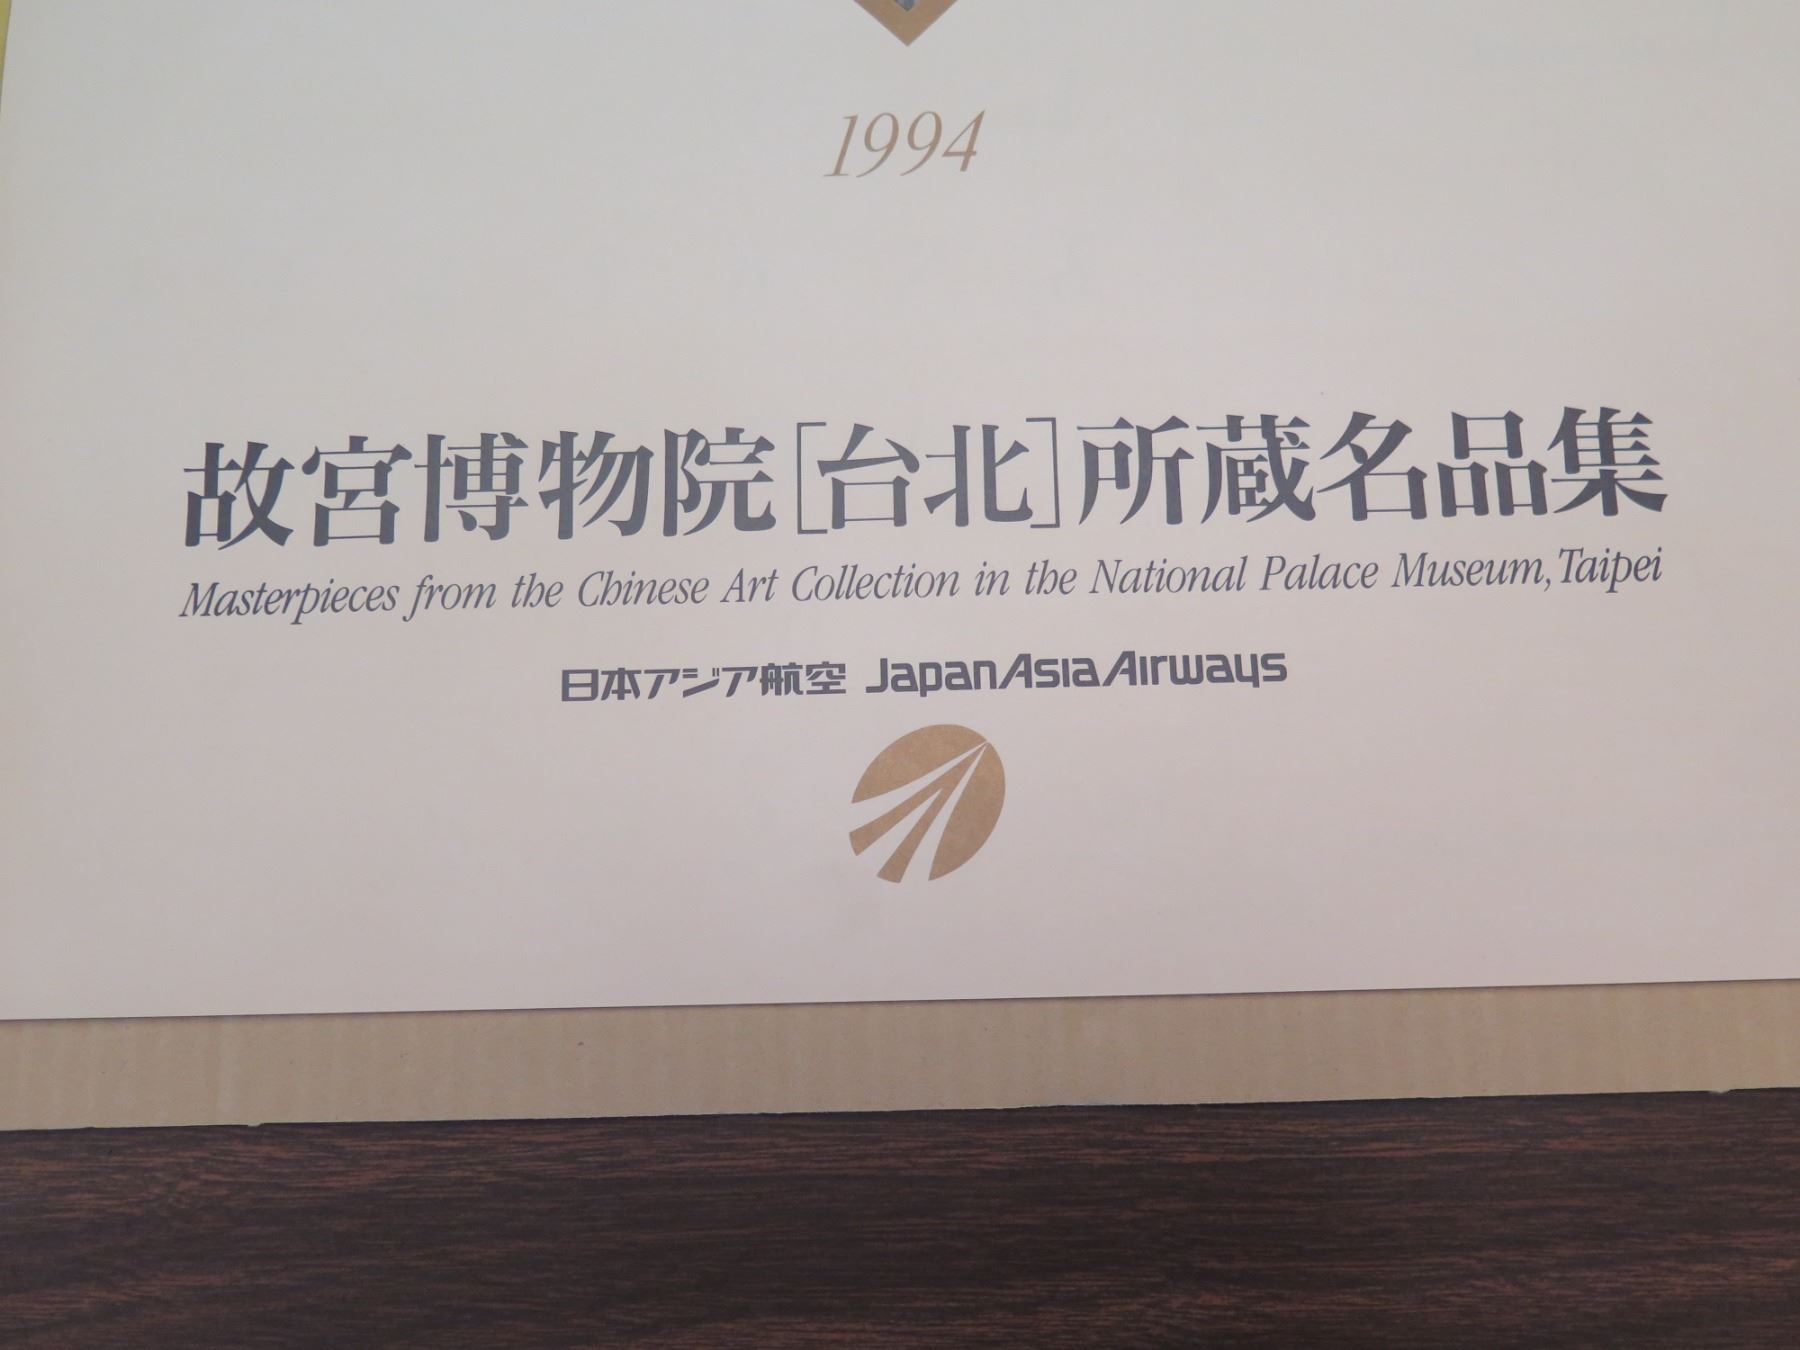 1994
故宮博物院[台北]所蔵名品集
Masterpieces from the Chinese Art Collection in the National Palace Museum, Taipei
日本アジア航空 JapanAsiaAirways